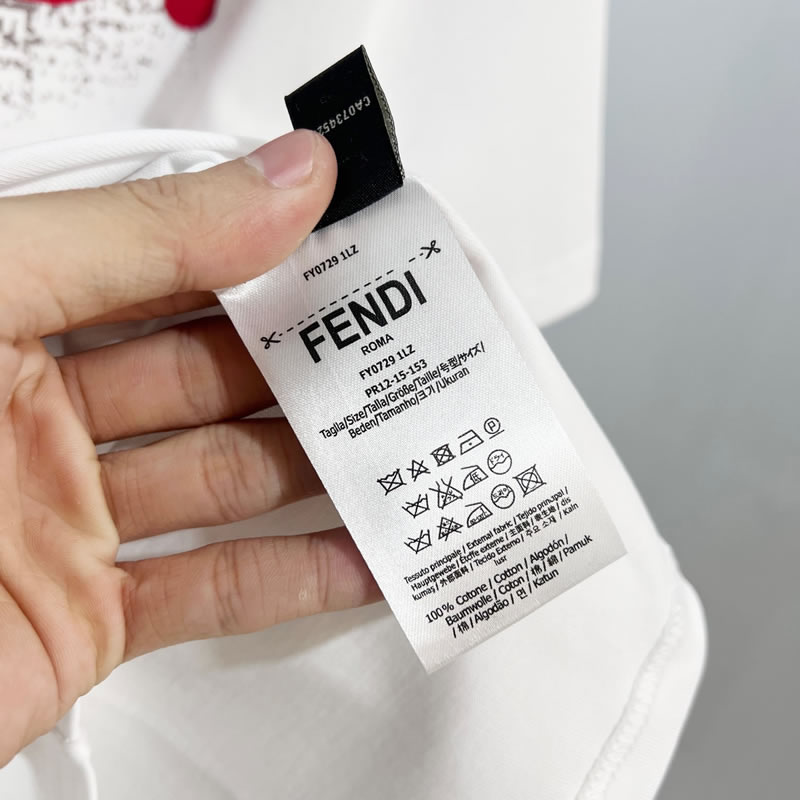 CA07345
FY0729 1LZ
FENDI
ROMA
FY0729 1LZ
PR12-15-153
Taglia/Size/Talla/Größe/Taille/号型/サイズ/
Beden/Tamanho/크기/Ukuran
Tessuto principale / External fabric / Tejido principal /
Hauptgewebe / Étoffe externe / 主面料 / 表生地 / dis
kumaş / 外部面料 / Tecido Externo / 주요 소재 / Kain
lusr
100% Cotone / Cotton / Algodón /
Baumwolle / Coton / 棉 / 綿 / Pamuk
/ 棉 / Algodão / 면 / Katun